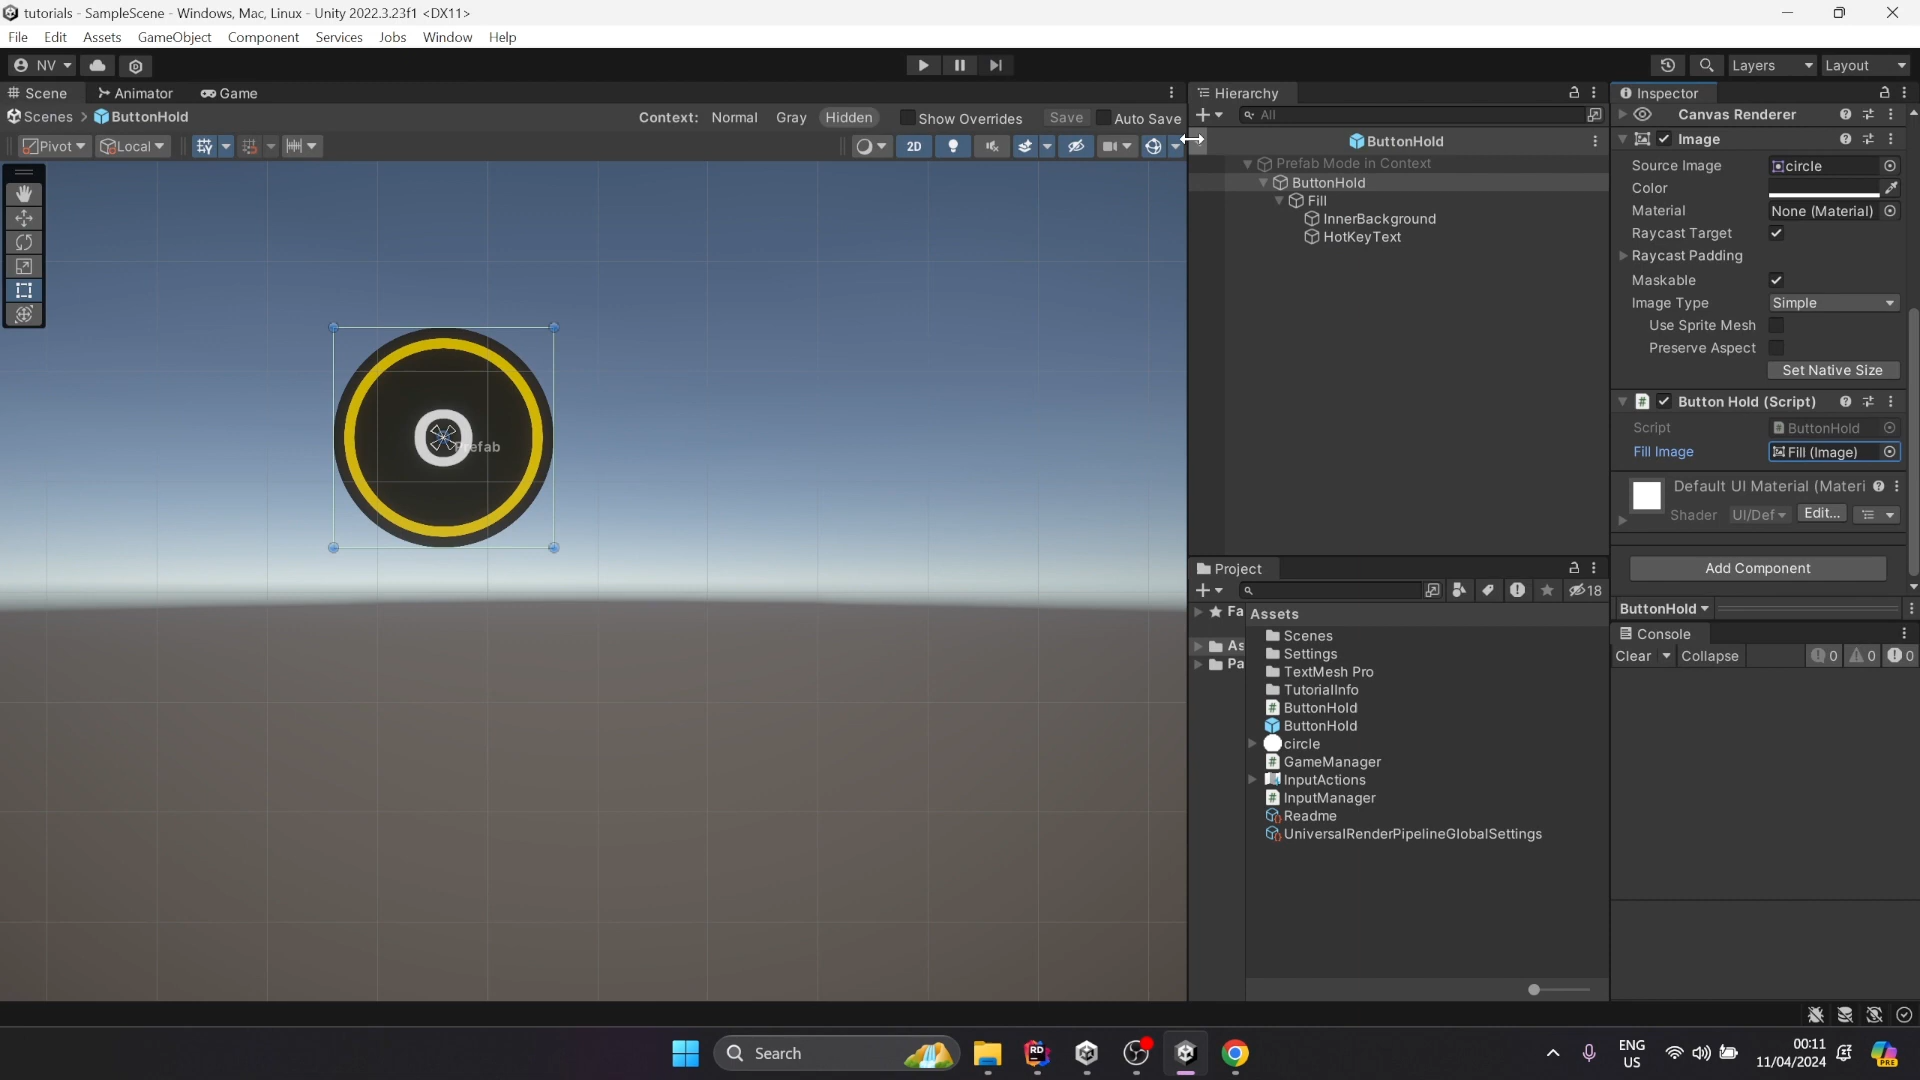 tutorials - SampleScene - Windows, Mac, Linux - Unity 2022.3.23f1 <DX11>
File Edit Assets GameObject Component Services Jobs Window Help
NV Layers Layout
Scene Animator Game
Scenes ButtonHold Context: Normal Gray Hidden Show Overrides Save Auto Save
Pivot Local 2D
O
Hierarchy
All
ButtonHold
Prefab Mode in Context
ButtonHold
Fill
InnerBackground
HotKeyText
Project
18
Assets
Scenes
Settings
TextMesh Pro
TutorialInfo
ButtonHold
ButtonHold
circle
GameManager
InputActions
InputManager
Readme
UniversalRenderPipelineGlobalSettings
Inspector
Canvas Renderer
Image
Source Image circle
Color
Material None (Material)
Raycast Target
Raycast Padding
Maskable
Image Type Simple
Use Sprite Mesh
Preserve Aspect
Set Native Size
Button Hold (Script)
Script ButtonHold
Fill Image Fill (Image)
Default UI Material (Materi
Shader UI/Def Edit...
Add Component
ButtonHold
Console
Clear Collapse 0 0 0
Search
ENG
US
00:11
11/04/2024